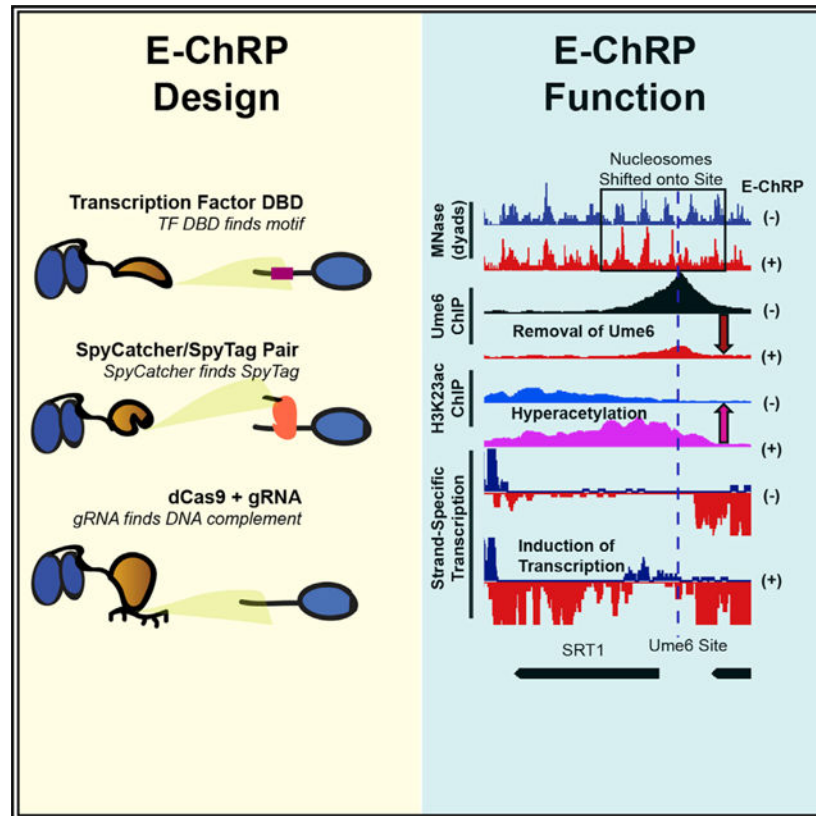 E-ChRP
Design
Transcription Factor DBD
TF DBD finds motif
SpyCatcher/SpyTag Pair
SpyCatcher finds SpyTag
dCas9 + gRNA
gRNA finds DNA complement
E-ChRP
Function
Nucleosomes
Shifted onto Site
E-ChRP
MNase
(dyads)
(-)
(+)
Ume6
ChIP
(-)
Removal of Ume6
(+)
H3K23ac
ChIP
(-)
Hyperacetylation
(+)
Strand-Specific
Transcription
(-)
Induction of
Transcription
(+)
SRT1
Ume6 Site